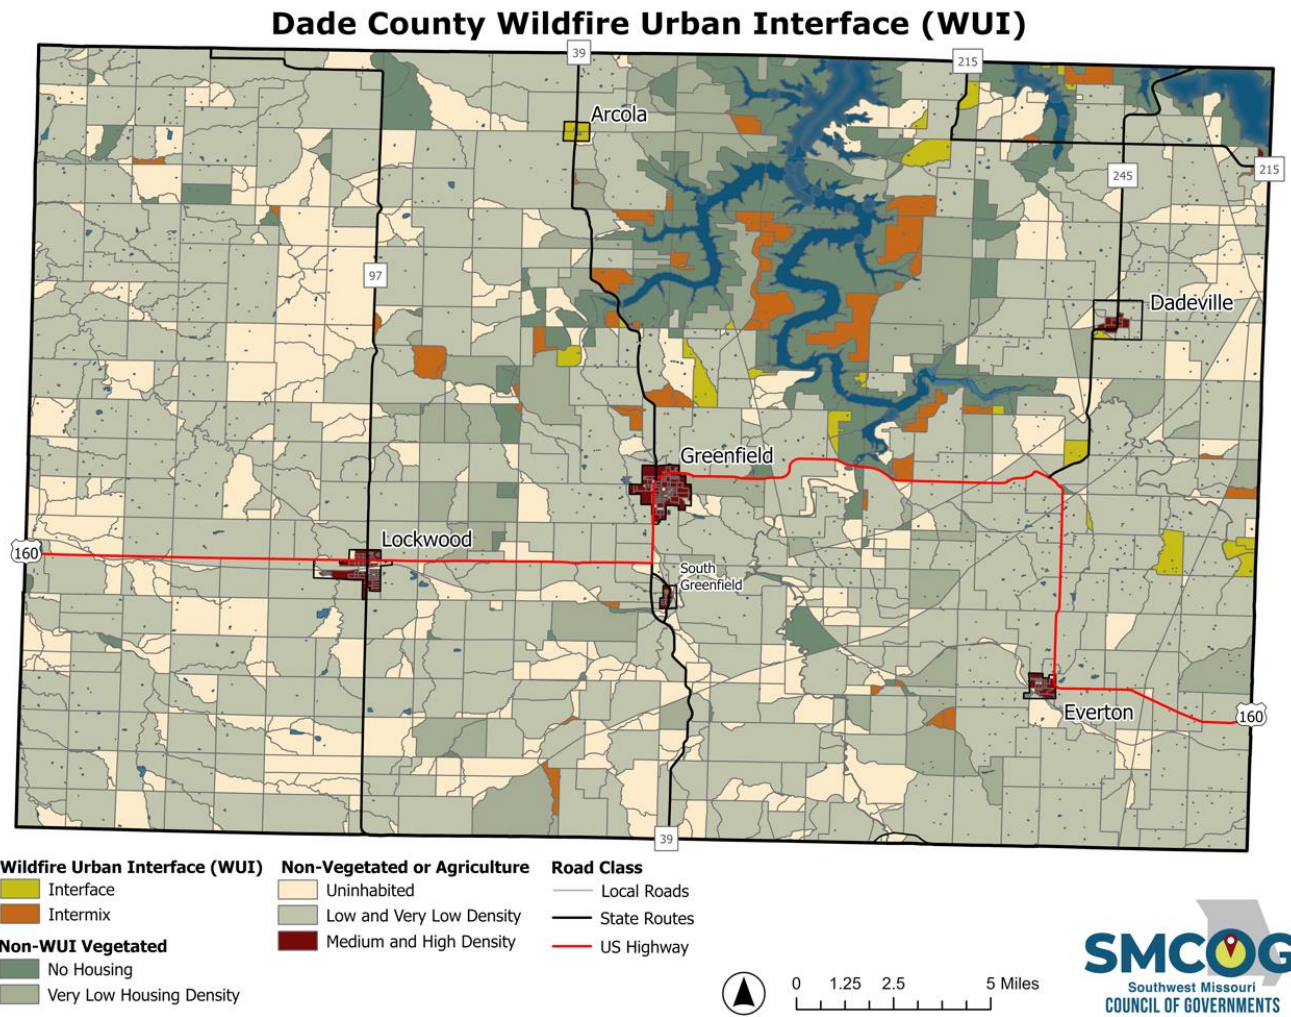 Dade County Wildfire Urban Interface (WUI)
39
215
Arcola
215
245
97
Dadeville
Greenfield
Lockwood
160
South
Greenfield
Everton
160
39
Wildfire Urban Interface (WUI)
Interface
Intermix
Non-WUI Vegetated
No Housing
Very Low Housing Density
Non-Vegetated or Agriculture
Uninhabited
Low and Very Low Density
Medium and High Density
Road Class
Local Roads
State Routes
US Highway
0 1.25 2.5 5 Miles
SMCOG
Southwest Missouri
COUNCIL OF GOVERNMENTS